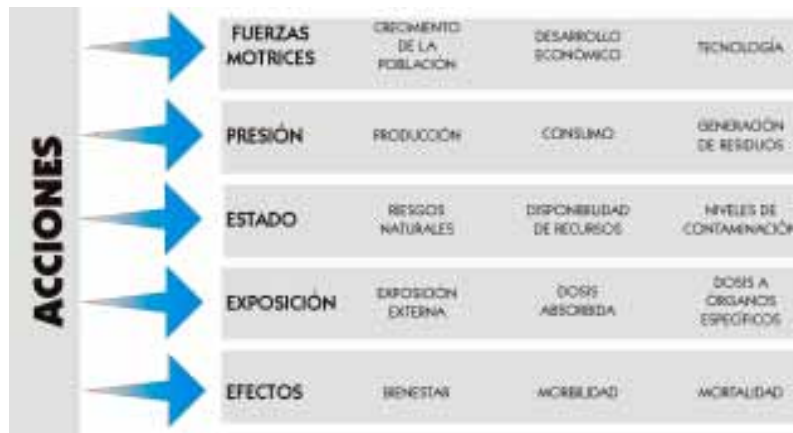 ACCIONES
FUERZAS
MOTRICES
CRECIMIENTO
DE LA
POBLACIÓN
DESARROLLO
ECONÓMICO
TECNOLOGÍA
PRESIÓN
PRODUCCIÓN
CONSUMO
GENERACIÓN
DE RESIDUOS
ESTADO
RIESGOS
NATURALES
DISPONIBILIDAD
DE RECURSOS
NIVELES DE
CONTAMINACIÓN
EXPOSICIÓN
EXPOSICIÓN
EXTERNA
DOSIS
ABSORBIDA
DOSIS A
ÓRGANOS
ESPECÍFICOS
EFECTOS
BIENESTAR
MORBILIDAD
MORTALIDAD